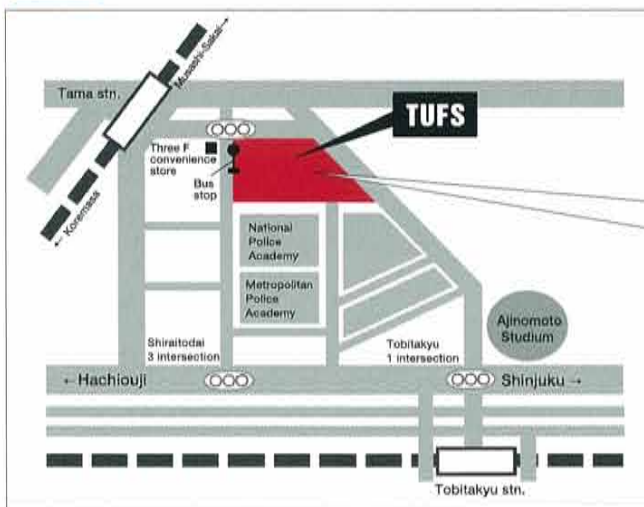 Musashi-Sakai→
Tama stn.
TUFS
Three F
convenience
store
Bus
stop
← Koremasa
National
Police
Academy
Metropolitan
Police
Academy
Ajinomoto
Studium
Shiraitodai
3 intersection
Tobitakyu
1 intersection
← Hachiouji
Shinjuku →
Tobitakyu stn.